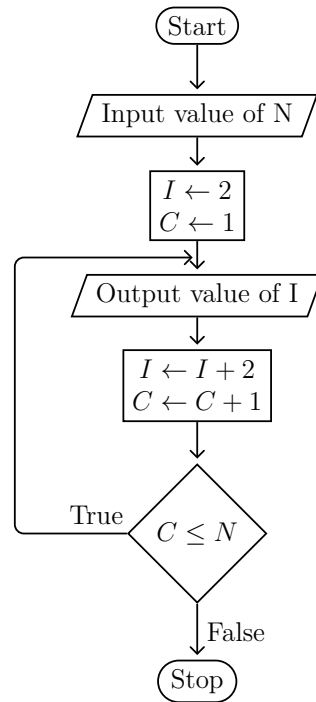 Start
Input value of N
I ← 2
C ← 1
Output value of I
I ← I + 2
C ← C + 1
True
C ≤ N
False
Stop